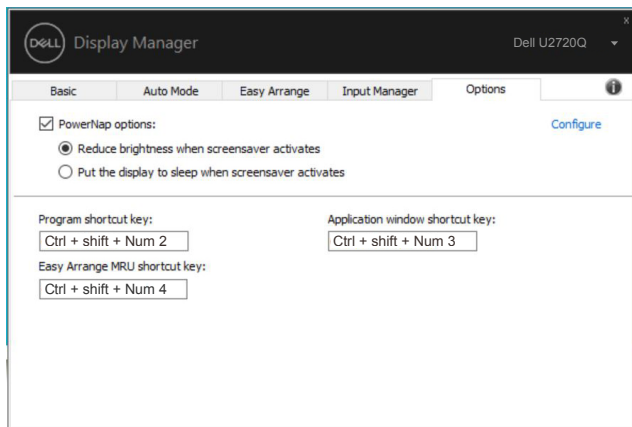 DELL Display Manager
Dell U2720Q
x
Basic Auto Mode Easy Arrange Input Manager Options
PowerNap options:
Configure
Reduce brightness when screensaver activates
Put the display to sleep when screensaver activates
Program shortcut key: Application window shortcut key:
Ctrl + shift + Num 2 Ctrl + shift + Num 3
Easy Arrange MRU shortcut key:
Ctrl + shift + Num 4